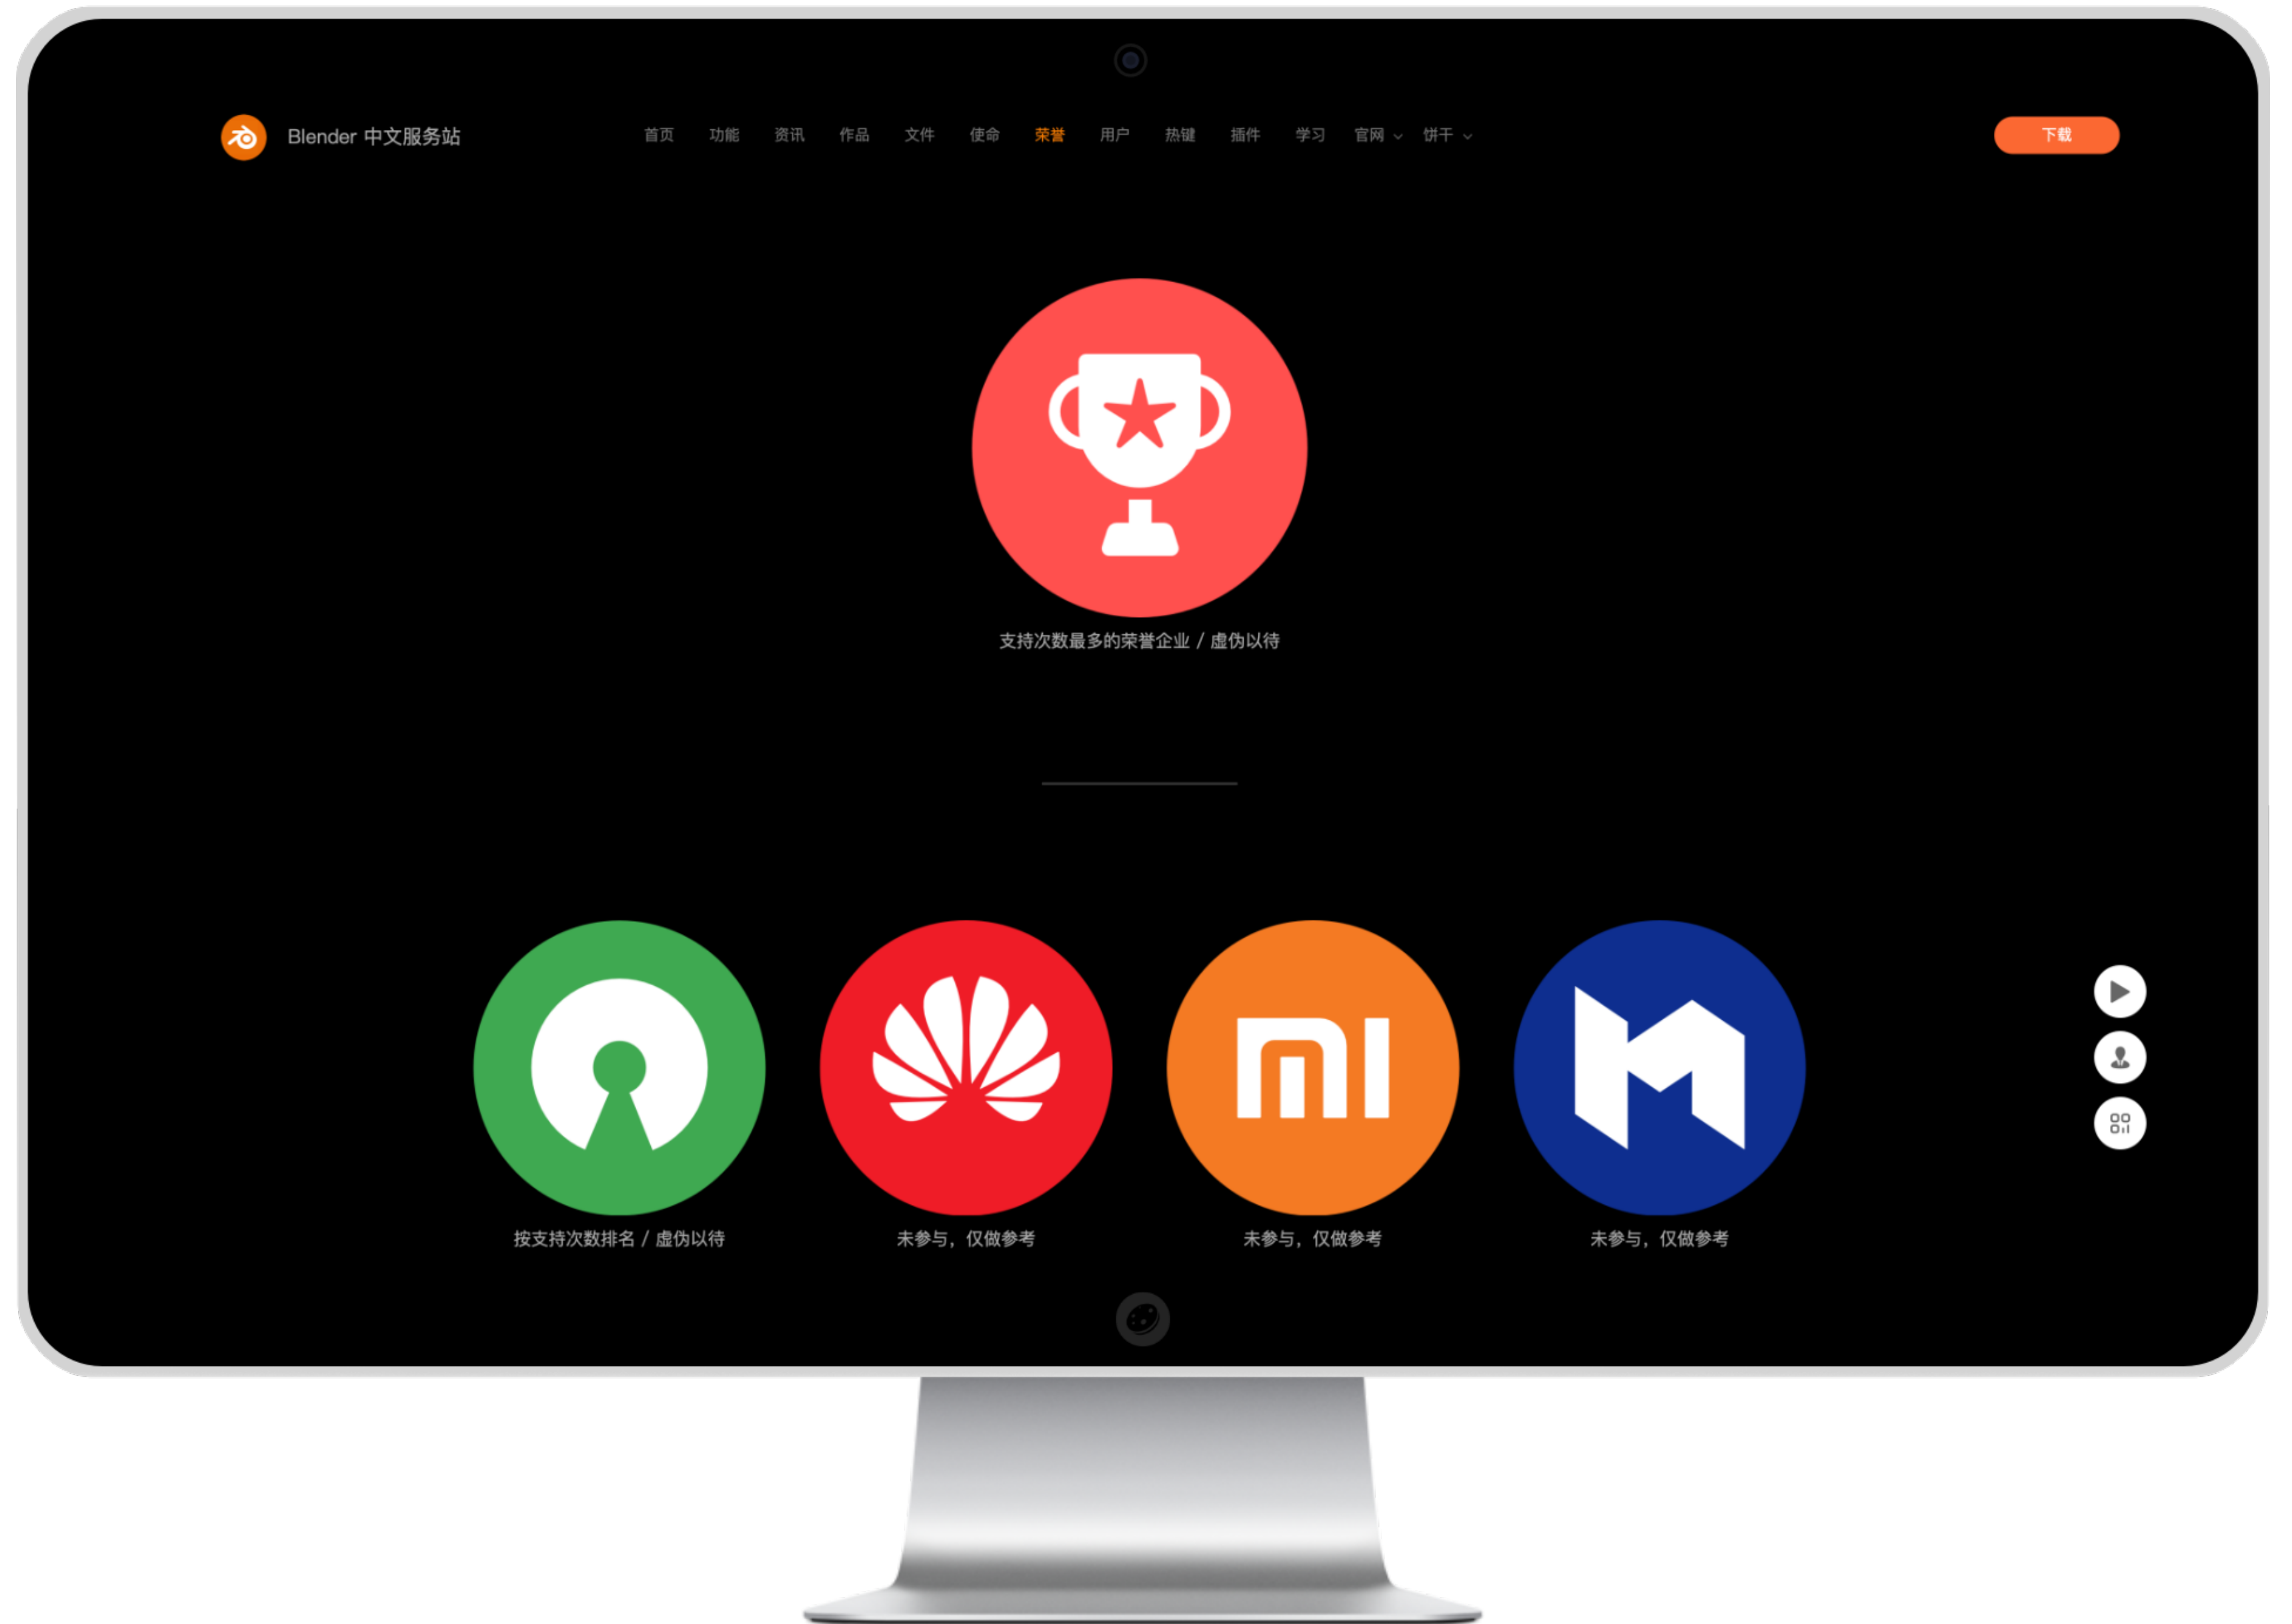 Blender 中文服务站
首页 功能 资讯 作品 文件 使命 荣誉 用户 热键 插件 学习 官网 饼干
下载
支持次数最多的荣誉企业 / 虚伪以待
按支持次数排名 / 虚伪以待
未参与，仅做参考
未参与，仅做参考
未参与，仅做参考